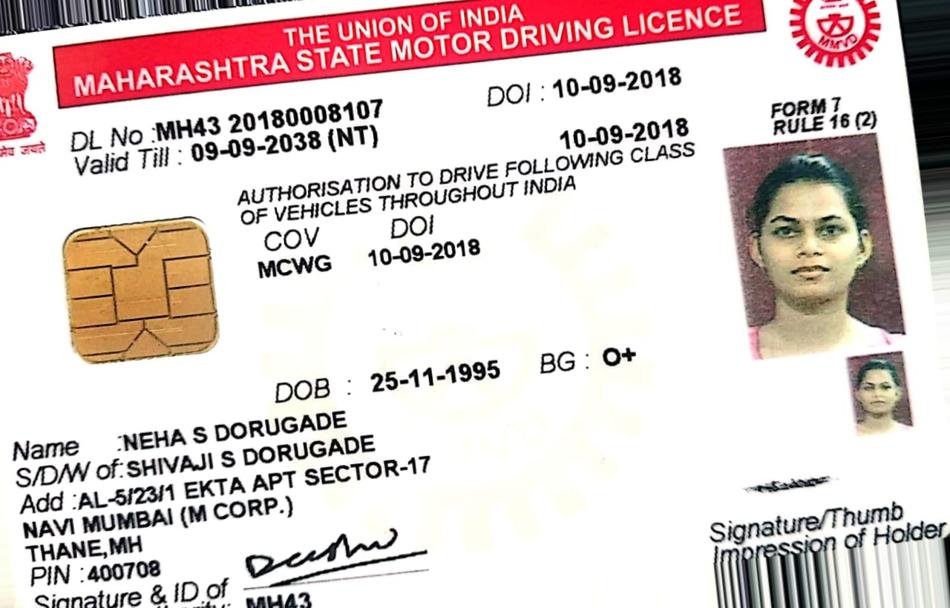 THE UNION OF INDIA
MAHARASHTRA STATE MOTOR DRIVING LICENCE
MMVD
DL No :MH43 20180008107 DOI : 10-09-2018
Valid Till : 09-09-2038 (NT) 10-09-2018
FORM 7
RULE 16 (2)
AUTHORISATION TO DRIVE FOLLOWING CLASS
OF VEHICLES THROUGHOUT INDIA
COV DOI
MCWG 10-09-2018
DOB : 25-11-1995 BG : O+
Name :NEHA S DORUGADE
S/D/W of:SHIVAJI S DORUGADE
Add :AL-5/23/1 EKTA APT SECTOR-17
NAVI MUMBAI (M CORP.)
THANE,MH
PIN :400708
Signature & ID of
MH43
Signature/Thumb
Impression of Holder